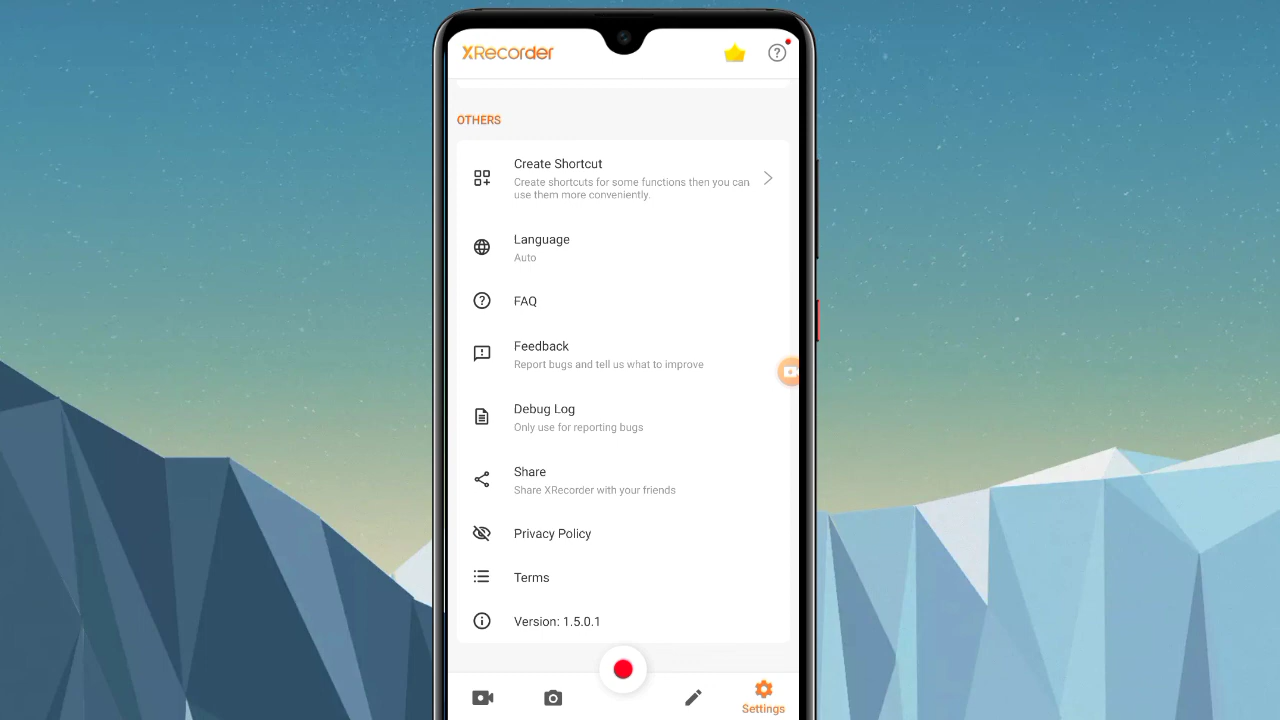 XRecorder
OTHERS
Create Shortcut
Create shortcuts for some functions then you can
use them more conveniently.
Language
Auto
FAQ
Feedback
Report bugs and tell us what to improve
Debug Log
Only use for reporting bugs
Share
Share XRecorder with your friends
Privacy Policy
Terms
Version: 1.5.0.1
Settings